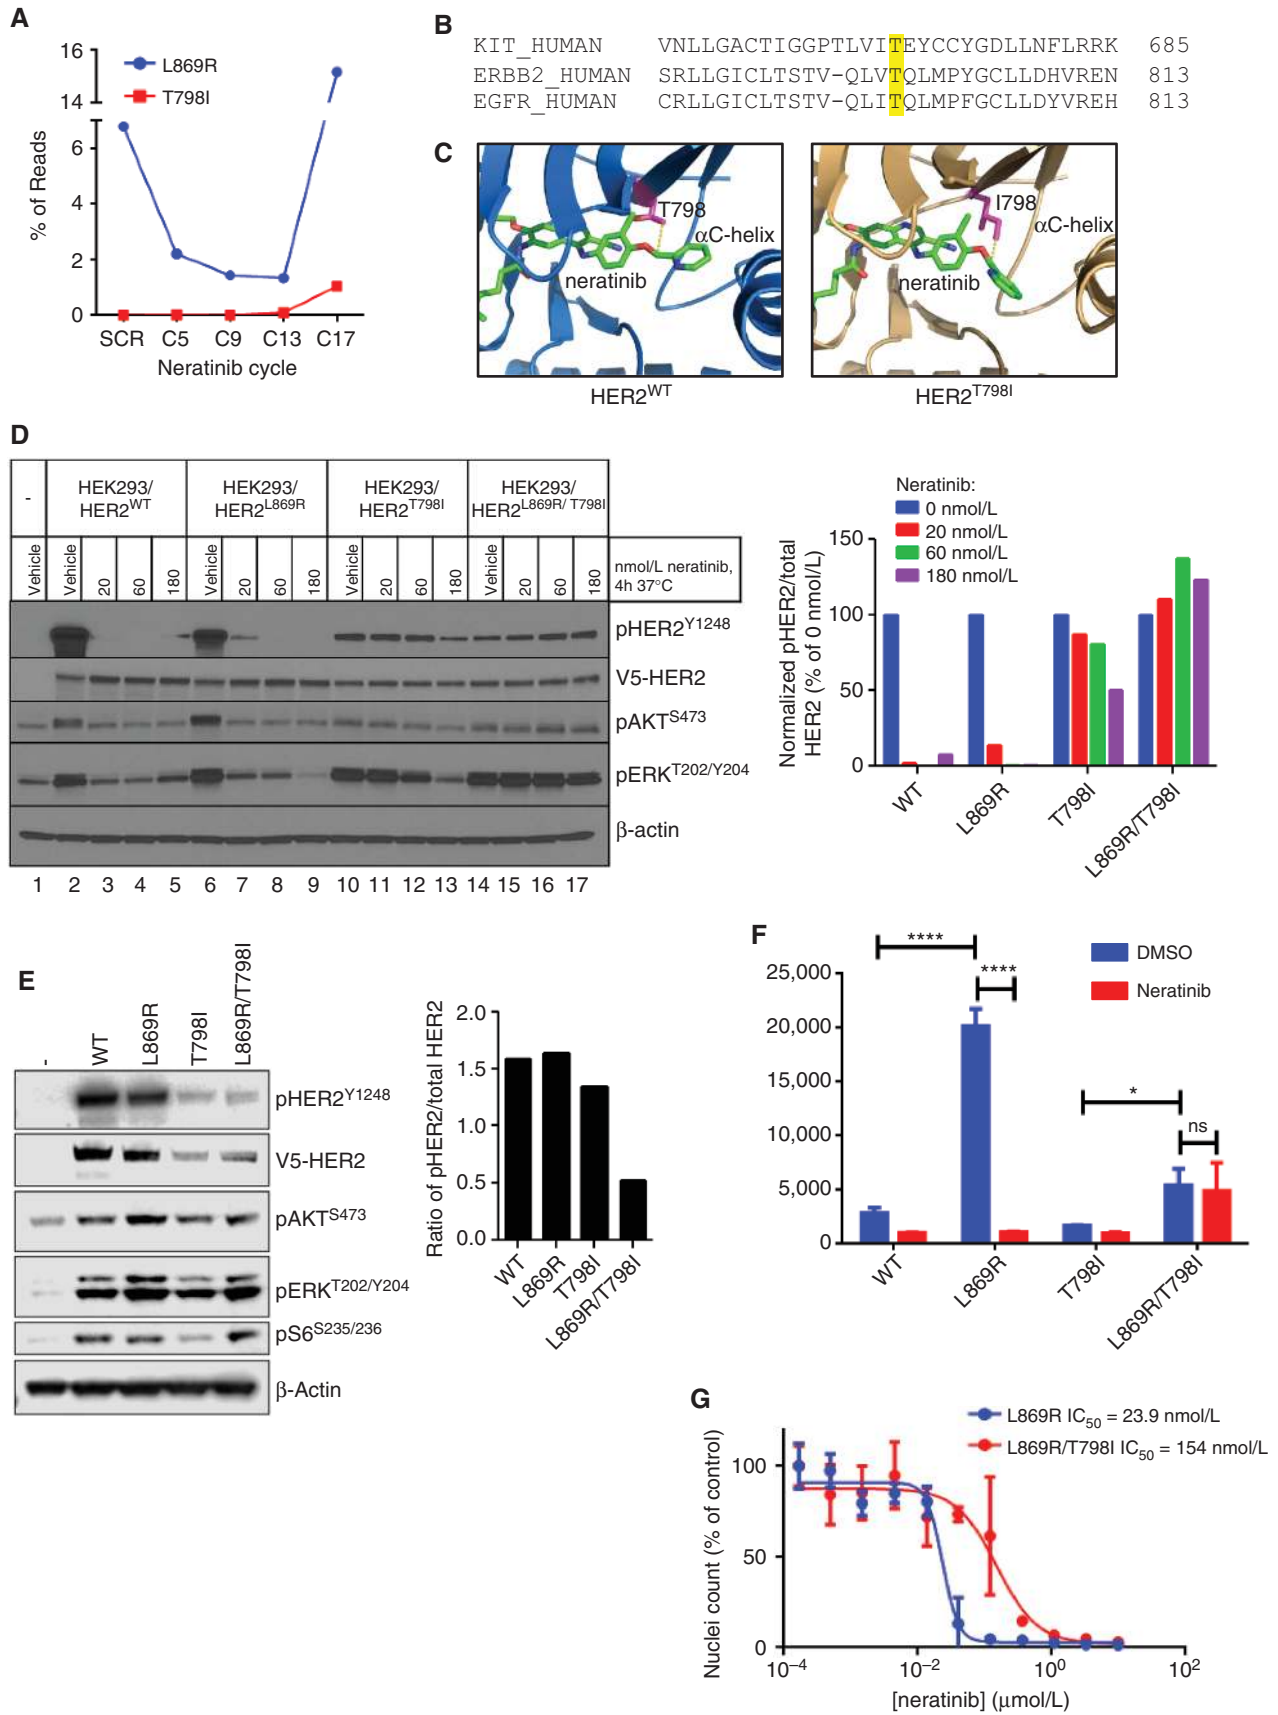 A
16
14
6
4
2
0
% of Reads
L869R
T798I
SCR C5 C9 C13 C17
Neratinib cycle
B
KIT_HUMAN VNLLGACTIGGPTLVITEYCCYGDLLNFLRRK 685
ERBB2_HUMAN SRLLGICLTSTV-QLVTQLMPYGCLLDHVREN 813
EGFR_HUMAN CRLLGICLTSTV-QLITQLMPFGCLLDYVREH 813
C
T798
αC-helix
neratinib
HER2WT
I798
αC-helix
neratinib
HER2T798I
D
-
HEK293/
HER2WT
HEK293/
HER2L869R
HEK293/
HER2T798I
HEK293/
HER2L869R/ T798I
Vehicle Vehicle 20 60 180 Vehicle 20 60 180 Vehicle 20 60 180 Vehicle 20 60 180
nmol/L neratinib,
4h 37°C
pHER2Y1248
V5-HER2
pAKTS473
pERKT202/Y204
β-actin
1 2 3 4 5 6 7 8 9 10 11 12 13 14 15 16 17
Neratinib:
0 nmol/L
20 nmol/L
60 nmol/L
180 nmol/L
Normalized pHER2/total
HER2 (% of 0 nmol/L)
150
100
50
0
WT L869R T798I L869R/T798I
E
- WT L869R T798I L869R/T798I
pHER2Y1248
V5-HER2
pAKTS473
pERKT202/Y204
pS6S235/236
β-Actin
Ratio of pHER2/total HER2
2.0
1.5
1.0
0.5
0.0
WT L869R T798I L869R/T798I
F
DMSO
Neratinib
25,000
20,000
15,000
10,000
5,000
0
****
****
*
ns
WT L869R T798I L869R/T798I
G
L869R IC50 = 23.9 nmol/L
L869R/T798I IC50 = 154 nmol/L
Nuclei count (% of control)
100
50
0
10−4 10−2 100 102
[neratinib] (μmol/L)